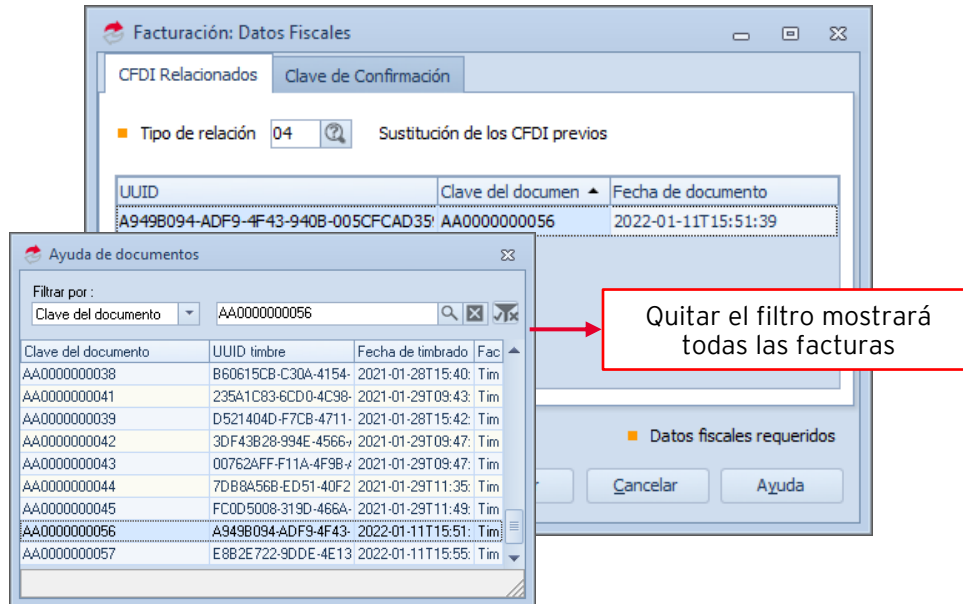 Facturación: Datos Fiscales
CFDI Relacionados Clave de Confirmación
Tipo de relación 04 Sustitución de los CFDI previos
UUID Clave del documen Fecha de documento
A949B094-ADF9-4F43-940B-005CFCAD35 AA0000000056 2022-01-11T15:51:39
Ayuda de documentos
Filtrar por :
Clave del documento AA0000000056
Clave del documento UUID timbre Fecha de timbrado Fac
AA0000000038 B60615CB-C30A-4154- 2021-01-28T15:40: Tim
AA0000000041 235A1C83-6CD0-4C98- 2021-01-29T09:43: Tim
AA0000000039 D521404D-F7CB-4711- 2021-01-28T15:42: Tim
AA0000000042 3DF43B28-994E-4566- 2021-01-29T09:47: Tim
AA0000000043 00762AFF-F11A-4F9B- 2021-01-29T09:47: Tim
AA0000000044 7DB8A56B-ED51-40F2 2021-01-29T11:35: Tim
AA0000000045 FC0D5008-319D-466A- 2021-01-29T11:49: Tim
AA0000000056 A949B094-ADF9-4F43- 2022-01-11T15:51: Tim
AA0000000057 E8B2E722-9DDE-4E13 2022-01-11T15:55: Tim
Quitar el filtro mostrará
todas las facturas
Datos fiscales requeridos
Cancelar Ayuda